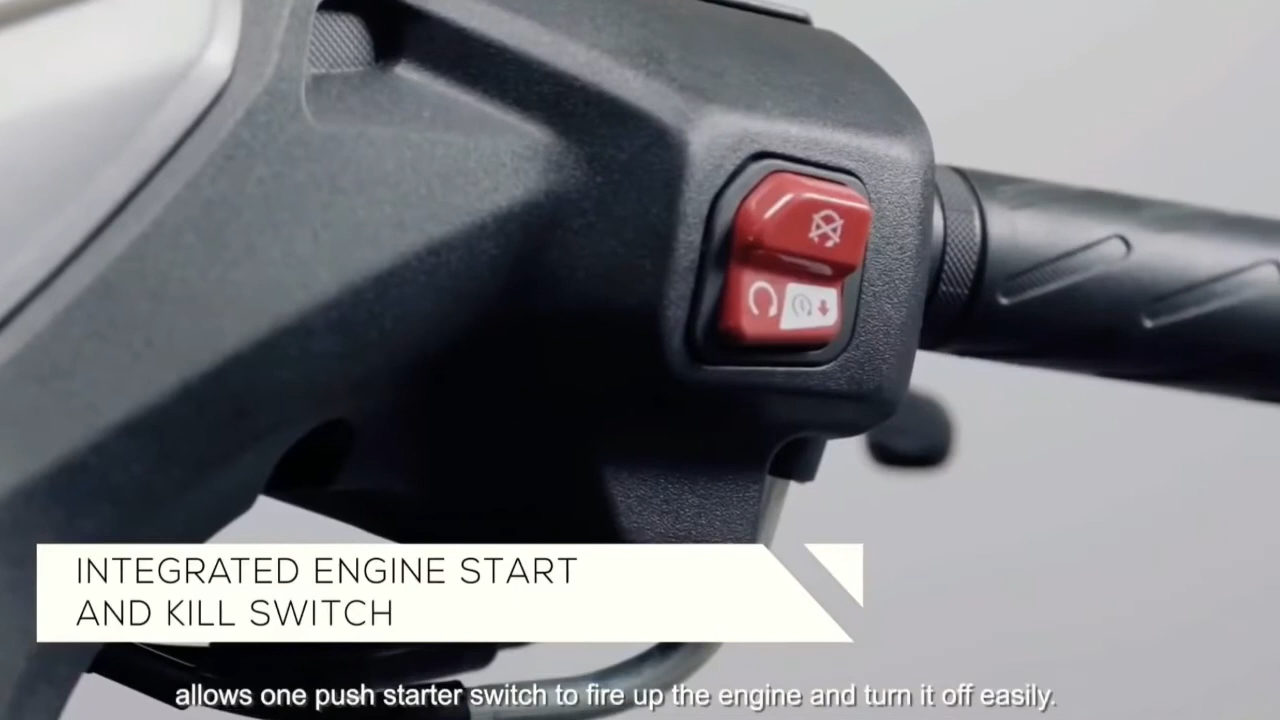 INTEGRATED ENGINE START
AND KILL SWITCH
allows one push starter switch to fire up the engine and turn it off easily.